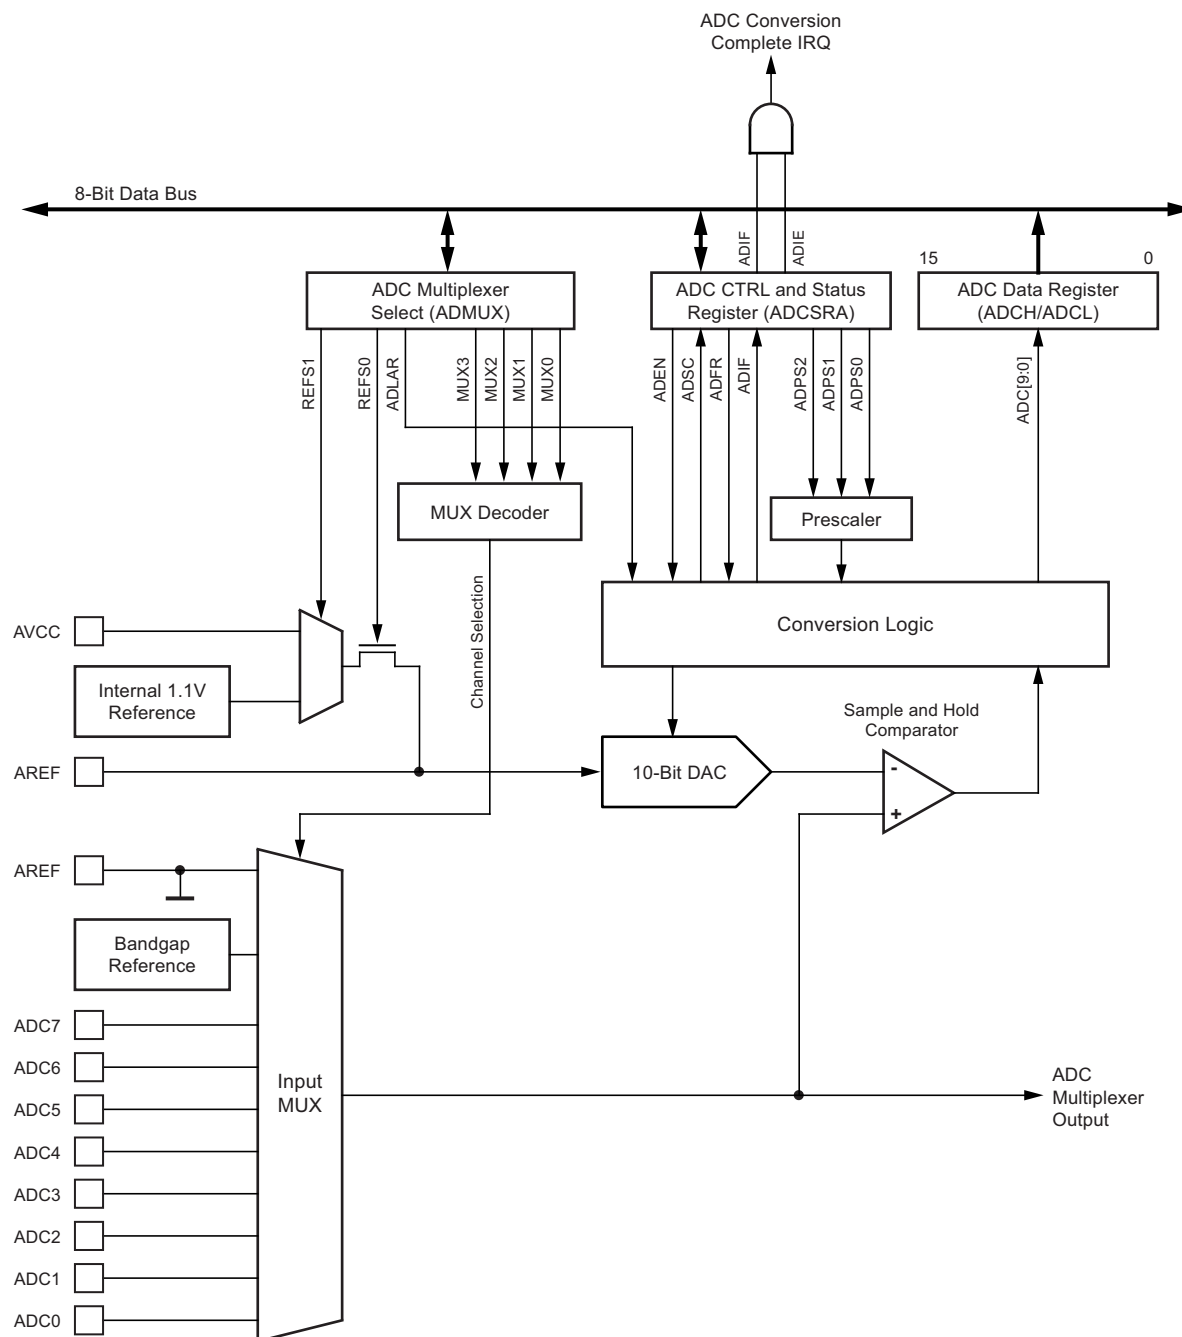 ADC Conversion
Complete IRQ
8-Bit Data Bus
ADIF
ADIE
15
0
ADC Multiplexer
Select (ADMUX)
ADC CTRL and Status
Register (ADCSRA)
ADC Data Register
(ADCH/ADCL)
REFS1
REFS0
ADLAR
MUX3
MUX2
MUX1
MUX0
ADEN
ADSC
ADFR
ADIF
ADPS2
ADPS1
ADPS0
ADC[9:0]
MUX Decoder
Prescaler
Channel Selection
Conversion Logic
AVCC
Internal 1.1V
Reference
Sample and Hold
Comparator
AREF
10-Bit DAC
-
+
AREF
Bandgap
Reference
ADC7
ADC6
ADC5
ADC4
ADC3
ADC2
ADC1
ADC0
Input
MUX
ADC
Multiplexer
Output